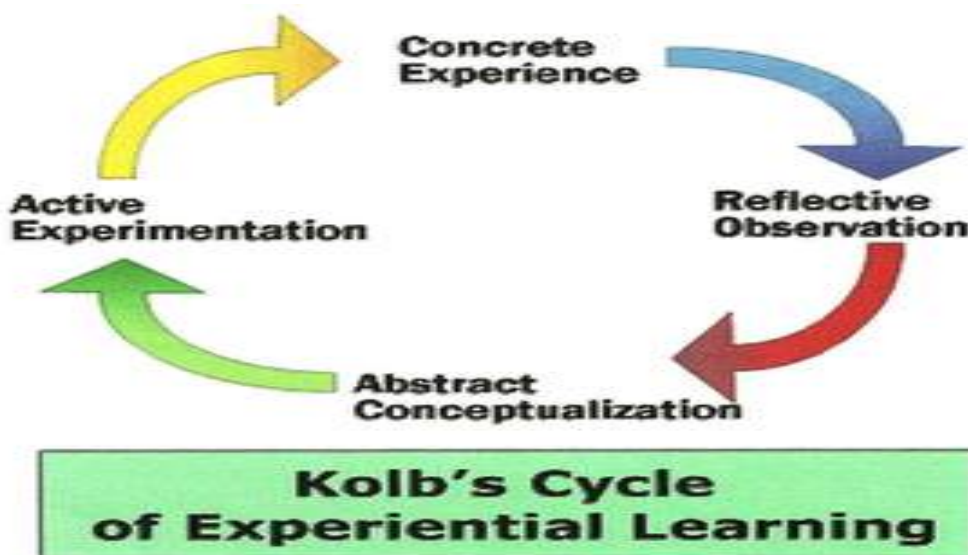 Concrete
Experience
Reflective
Observation
Abstract
Conceptualization
Active
Experimentation
Kolb's Cycle
of Experiential Learning